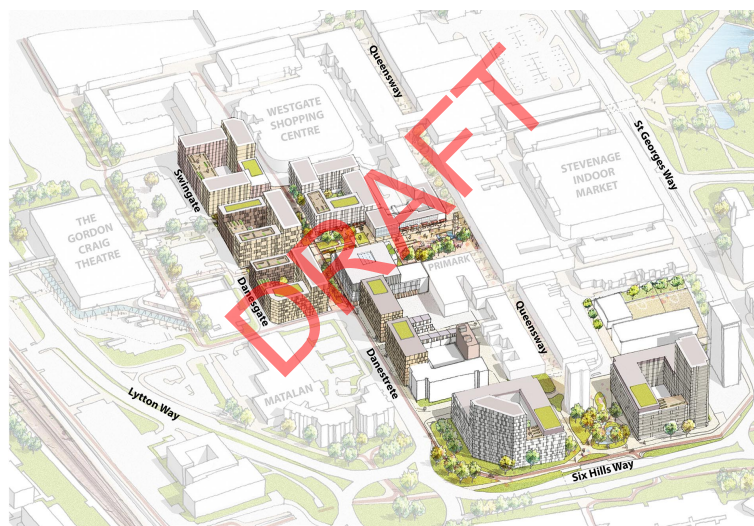 Queensway
WESTGATE
SHOPPING
CENTRE
St Georges Way
STEVENAGE
INDOOR
MARKET
Swingate
THE
GORDON
CRAIG
THEATRE
DRAFT
PRIMARK
Danesgate
Queensway
Danestrete
MATALAN
Lytton Way
Six Hills Way